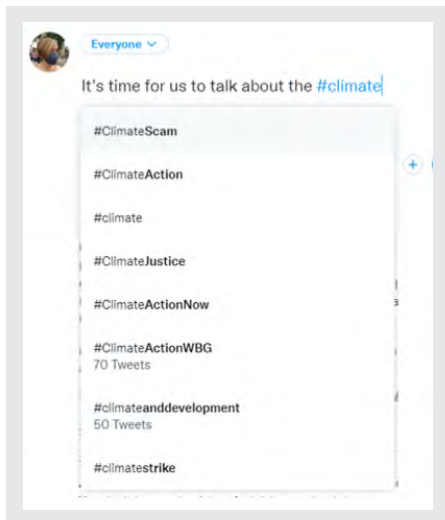 Everyone
It's time for us to talk about the #climate
#ClimateScam
#ClimateAction
#climate
#ClimateJustice
#ClimateActionNow
#ClimateActionWBG
70 Tweets
#climateanddevelopment
50 Tweets
#climatestrike